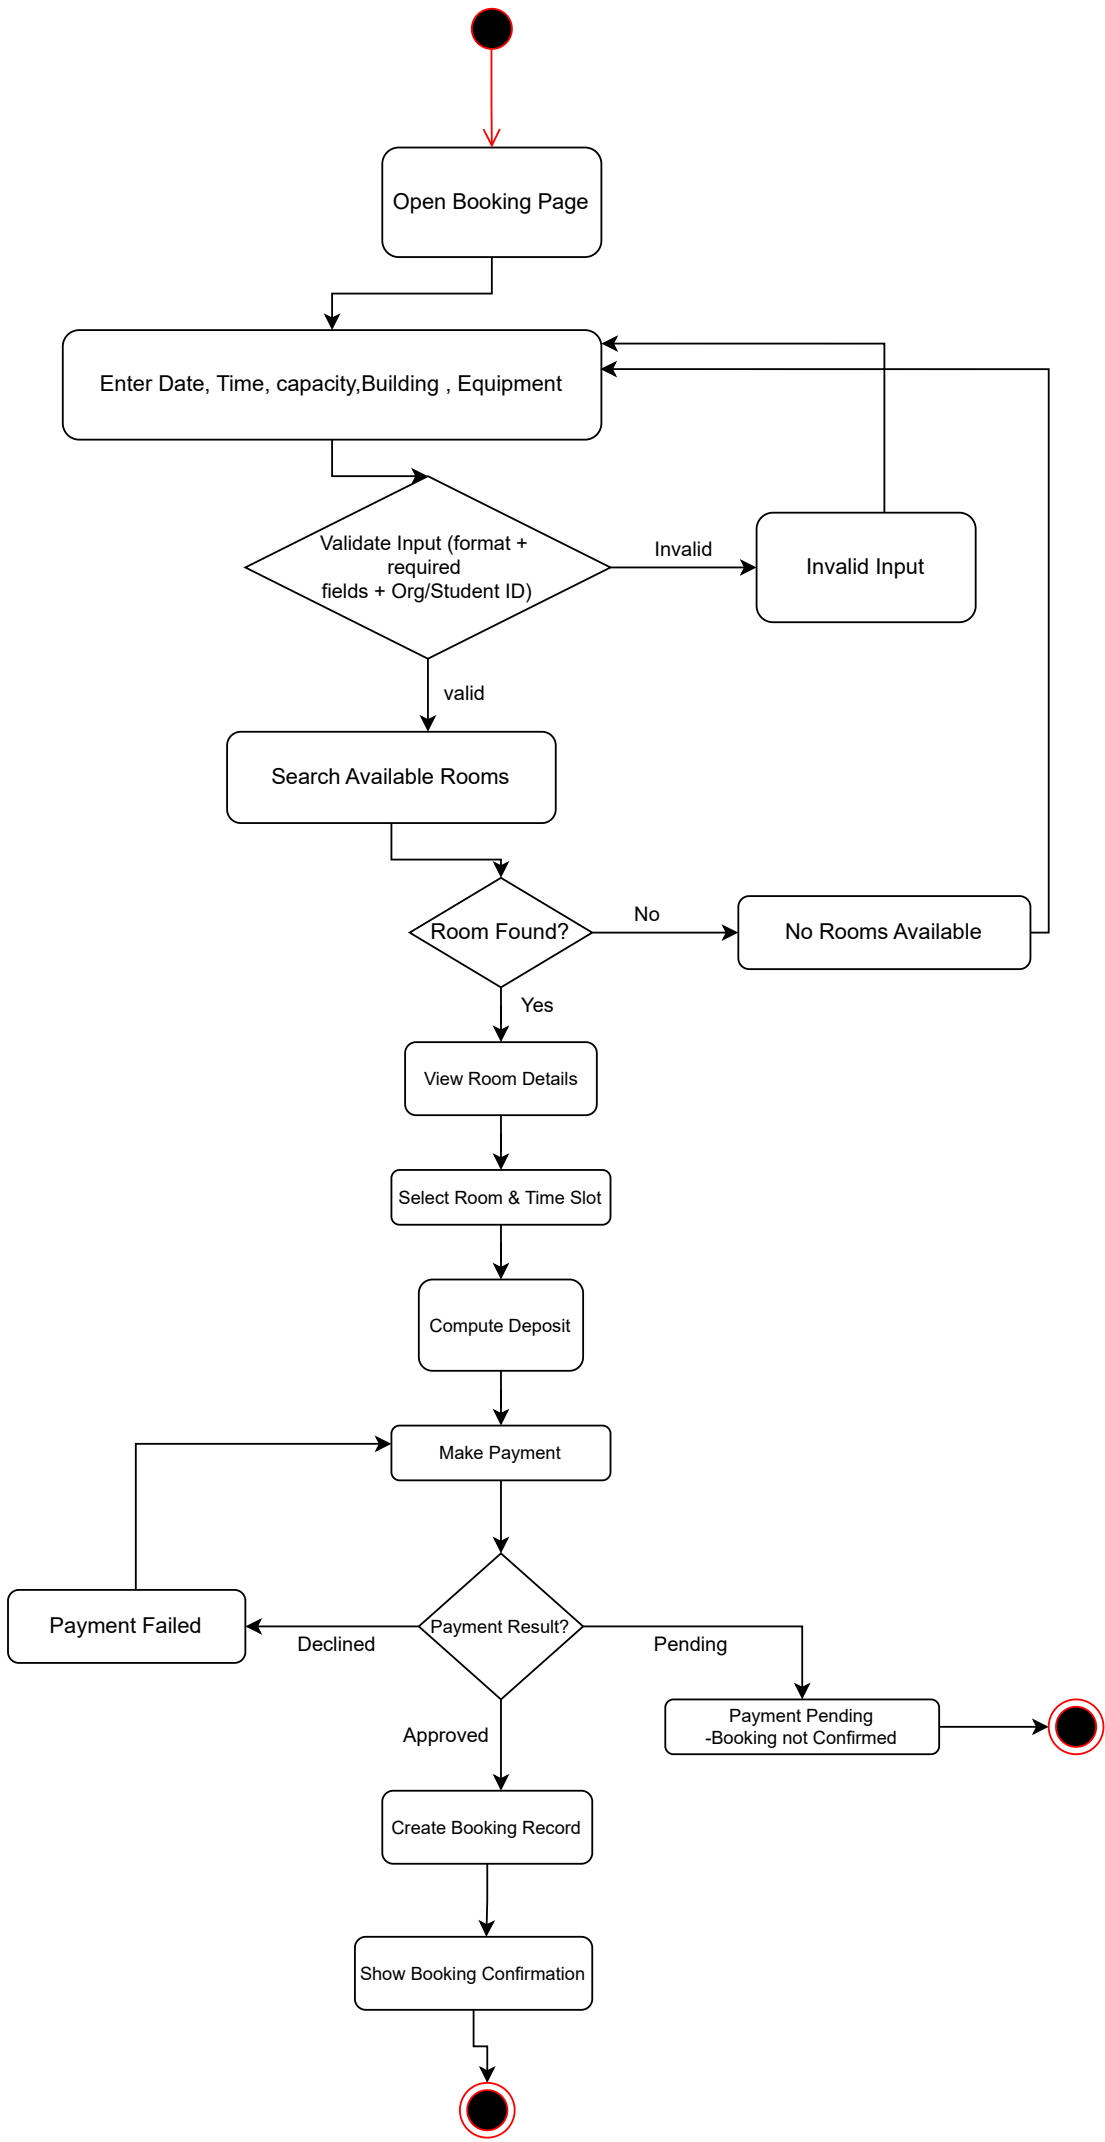 Open Booking Page
Enter Date, Time, capacity,Building , Equipment
Validate Input (format +
required
fields + Org/Student ID)
Invalid
Invalid Input
valid
Search Available Rooms
Room Found?
No
No Rooms Available
Yes
View Room Details
Select Room & Time Slot
Compute Deposit
Make Payment
Payment Result?
Declined
Payment Failed
Pending
Payment Pending
-Booking not Confirmed
Approved
Create Booking Record
Show Booking Confirmation